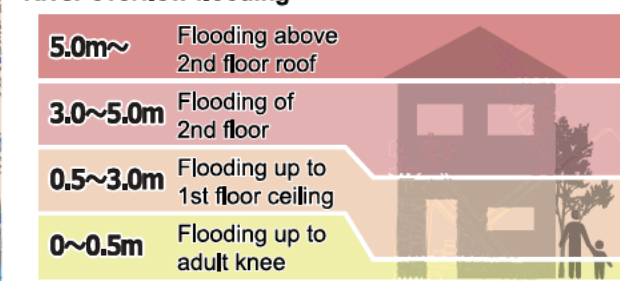 5.0m～
Flooding above
2nd floor roof
3.0～5.0m
Flooding of
2nd floor
0.5～3.0m
Flooding up to
1st floor ceiling
0～0.5m
Flooding up to
adult knee